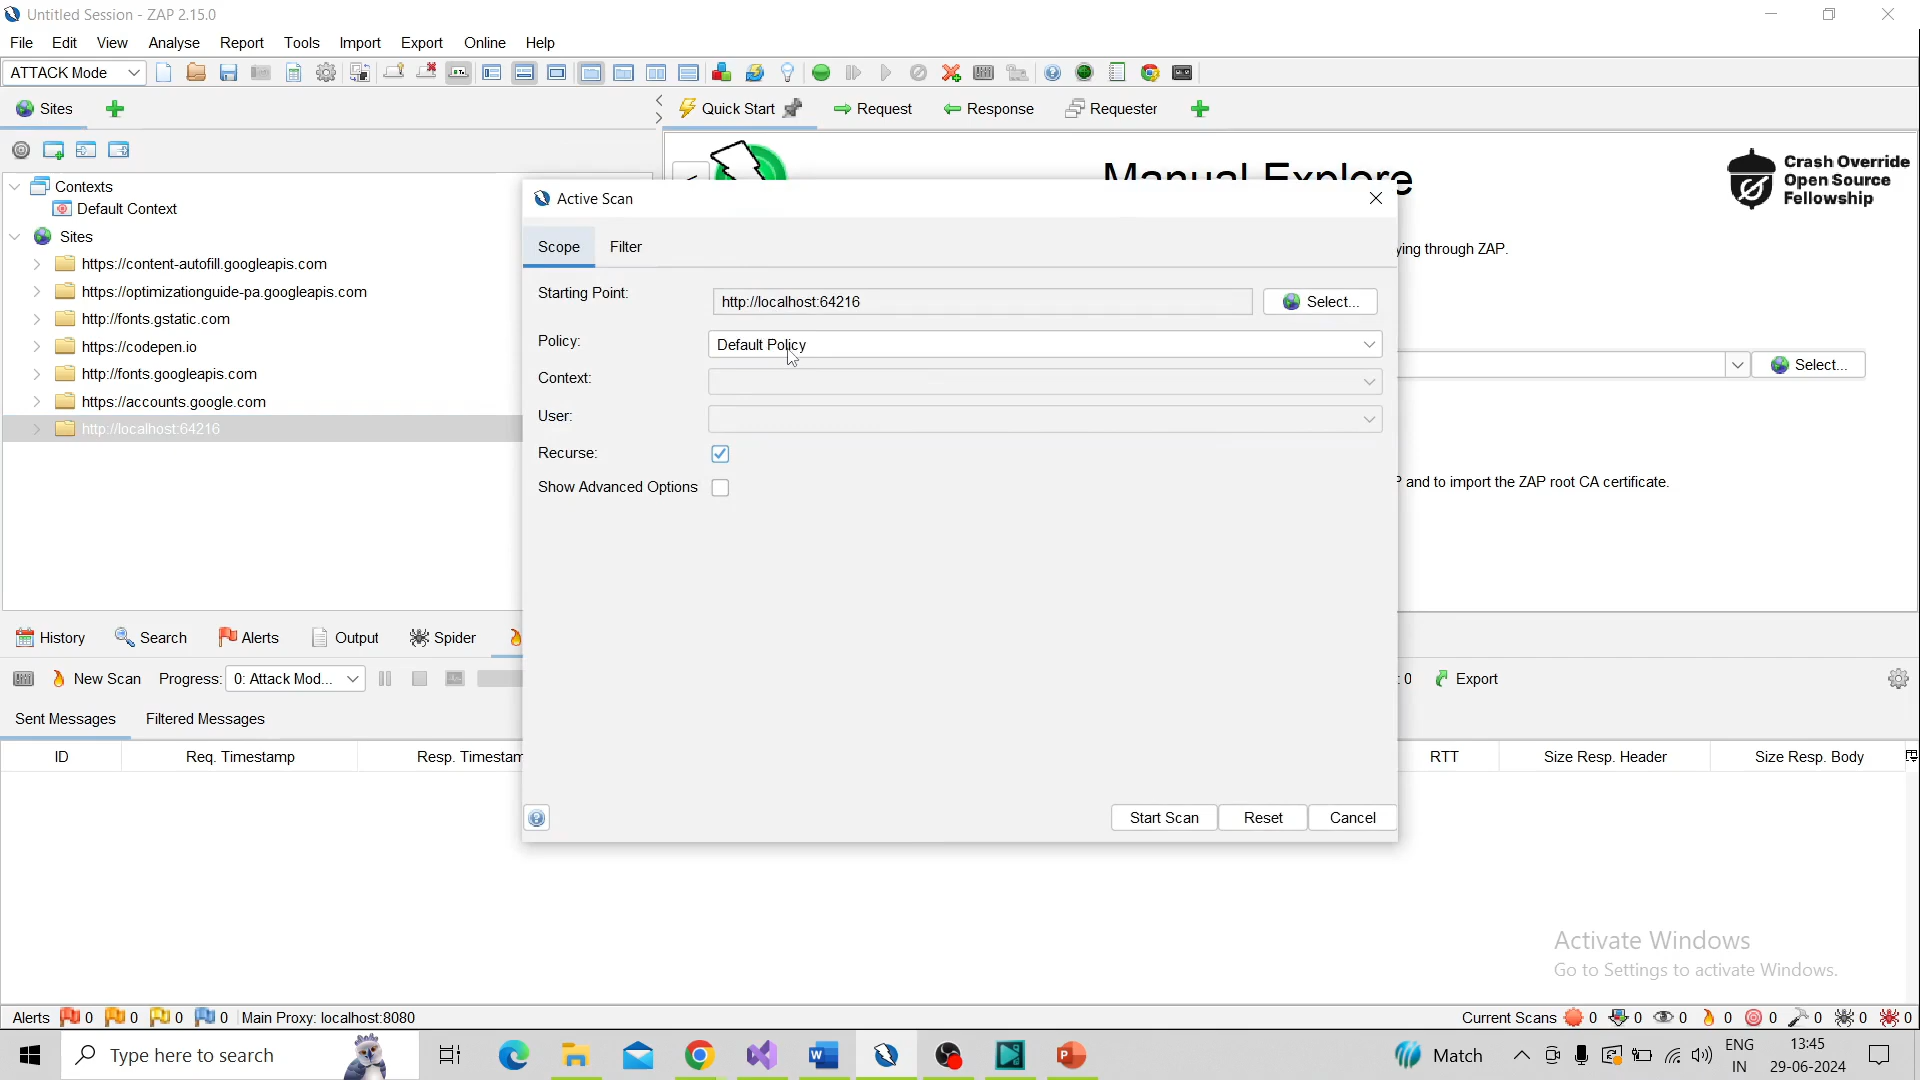 Untitled Session - ZAP 2.15.0
File Edit View Analyse Report Tools Import Export Online Help
ATTACK Mode
Sites
Quick Start Request Response Requester
Manual Explore
Crash Override
Open Source
Fellowship
Contexts
Default Context
Sites
https://content-autofill.googleapis.com
https://optimizationguide-pa.googleapis.com
http://fonts.gstatic.com
https://codepen.io
http://fonts.googleapis.com
https://accounts.google.com
http://localhost:64216
Active Scan
Scope Filter
Starting Point: http://localhost:64216 Select...
Policy: Default Policy
Context:
User:
Recurse:
Show Advanced Options
Start Scan Reset Cancel
ying through ZAP.
Select...
and to import the ZAP root CA certificate.
History Search Alerts Output Spider
New Scan Progress: 0: Attack Mod... : 0 Export
Sent Messages Filtered Messages
ID Req. Timestamp Resp. Timestam RTT Size Resp. Header Size Resp. Body
Activate Windows
Go to Settings to activate Windows.
Alerts 0 0 0 0 Main Proxy: localhost:8080 Current Scans 0 0 0 0 0 0 0 0
Type here to search Match ENG IN 13:45 29-06-2024